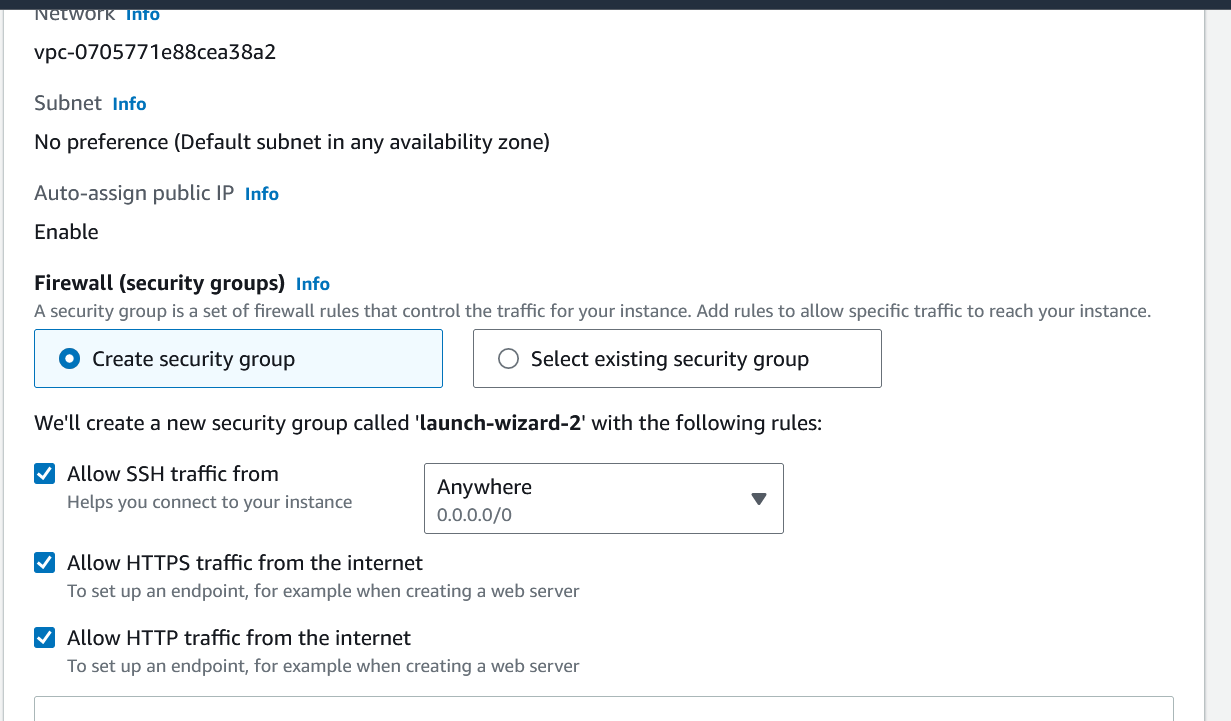 Network Info
vpc-0705771e88cea38a2
Subnet Info
No preference (Default subnet in any availability zone)
Auto-assign public IP Info
Enable
Firewall (security groups) Info
A security group is a set of firewall rules that control the traffic for your instance. Add rules to allow specific traffic to reach your instance.
Create security group Select existing security group
We'll create a new security group called 'launch-wizard-2' with the following rules:
Allow SSH traffic from
Helps you connect to your instance
Anywhere
0.0.0.0/0
Allow HTTPS traffic from the internet
To set up an endpoint, for example when creating a web server
Allow HTTP traffic from the internet
To set up an endpoint, for example when creating a web server